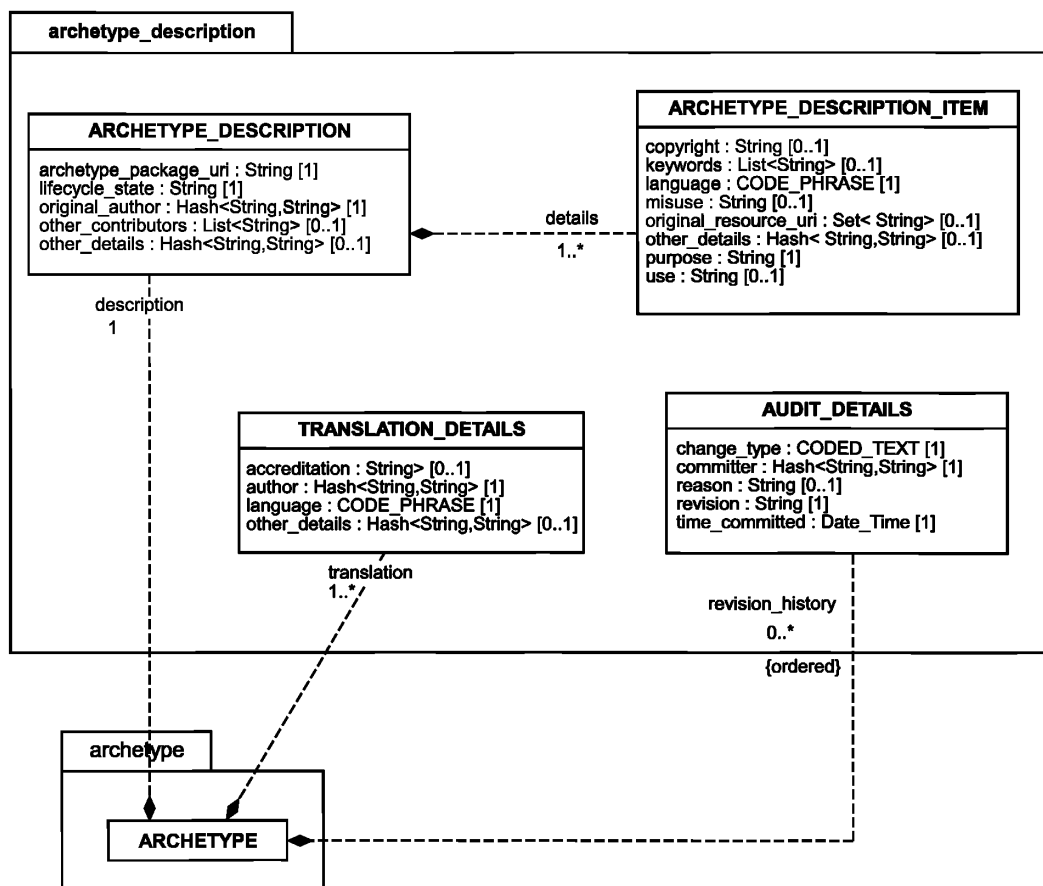 archetype_description
ARCHETYPE_DESCRIPTION
archetype_package_uri : String [1]
lifecycle_state : String [1]
original_author : Hash<String,String> [1]
other_contributors : List<String> [0..1]
other_details : Hash<String,String> [0..1]
details
1..*
ARCHETYPE_DESCRIPTION_ITEM
copyright : String [0..1]
keywords : List<String> [0..1]
language : CODE_PHRASE [1]
misuse : String [0..1]
original_resource_uri : Set< String> [0..1]
other_details : Hash< String,String> [0..1]
purpose : String [1]
use : String [0..1]
description
1
TRANSLATION_DETAILS
accreditation : String> [0..1]
author : Hash<String,String> [1]
language : CODE_PHRASE [1]
other_details : Hash<String,String> [0..1]
translation
1..*
AUDIT_DETAILS
change_type : CODED_TEXT [1]
committer : Hash<String,String> [1]
reason : String [0..1]
revision : String [1]
time_committed : Date_Time [1]
revision_history
0..*
{ordered}
archetype
ARCHETYPE